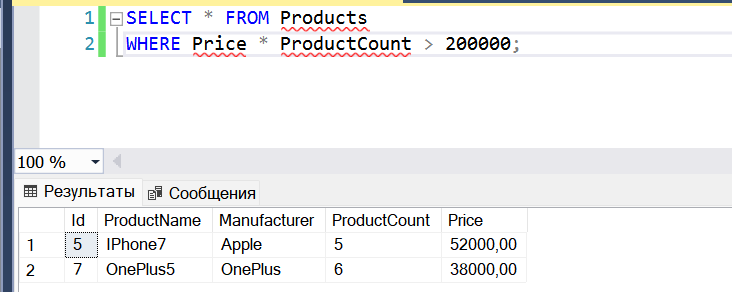 1 SELECT * FROM Products
2 WHERE Price * ProductCount > 200000;
100 %
Результаты Сообщения
Id ProductName Manufacturer ProductCount Price
1 5 IPhone7 Apple 5 52000,00
2 7 OnePlus5 OnePlus 6 38000,00